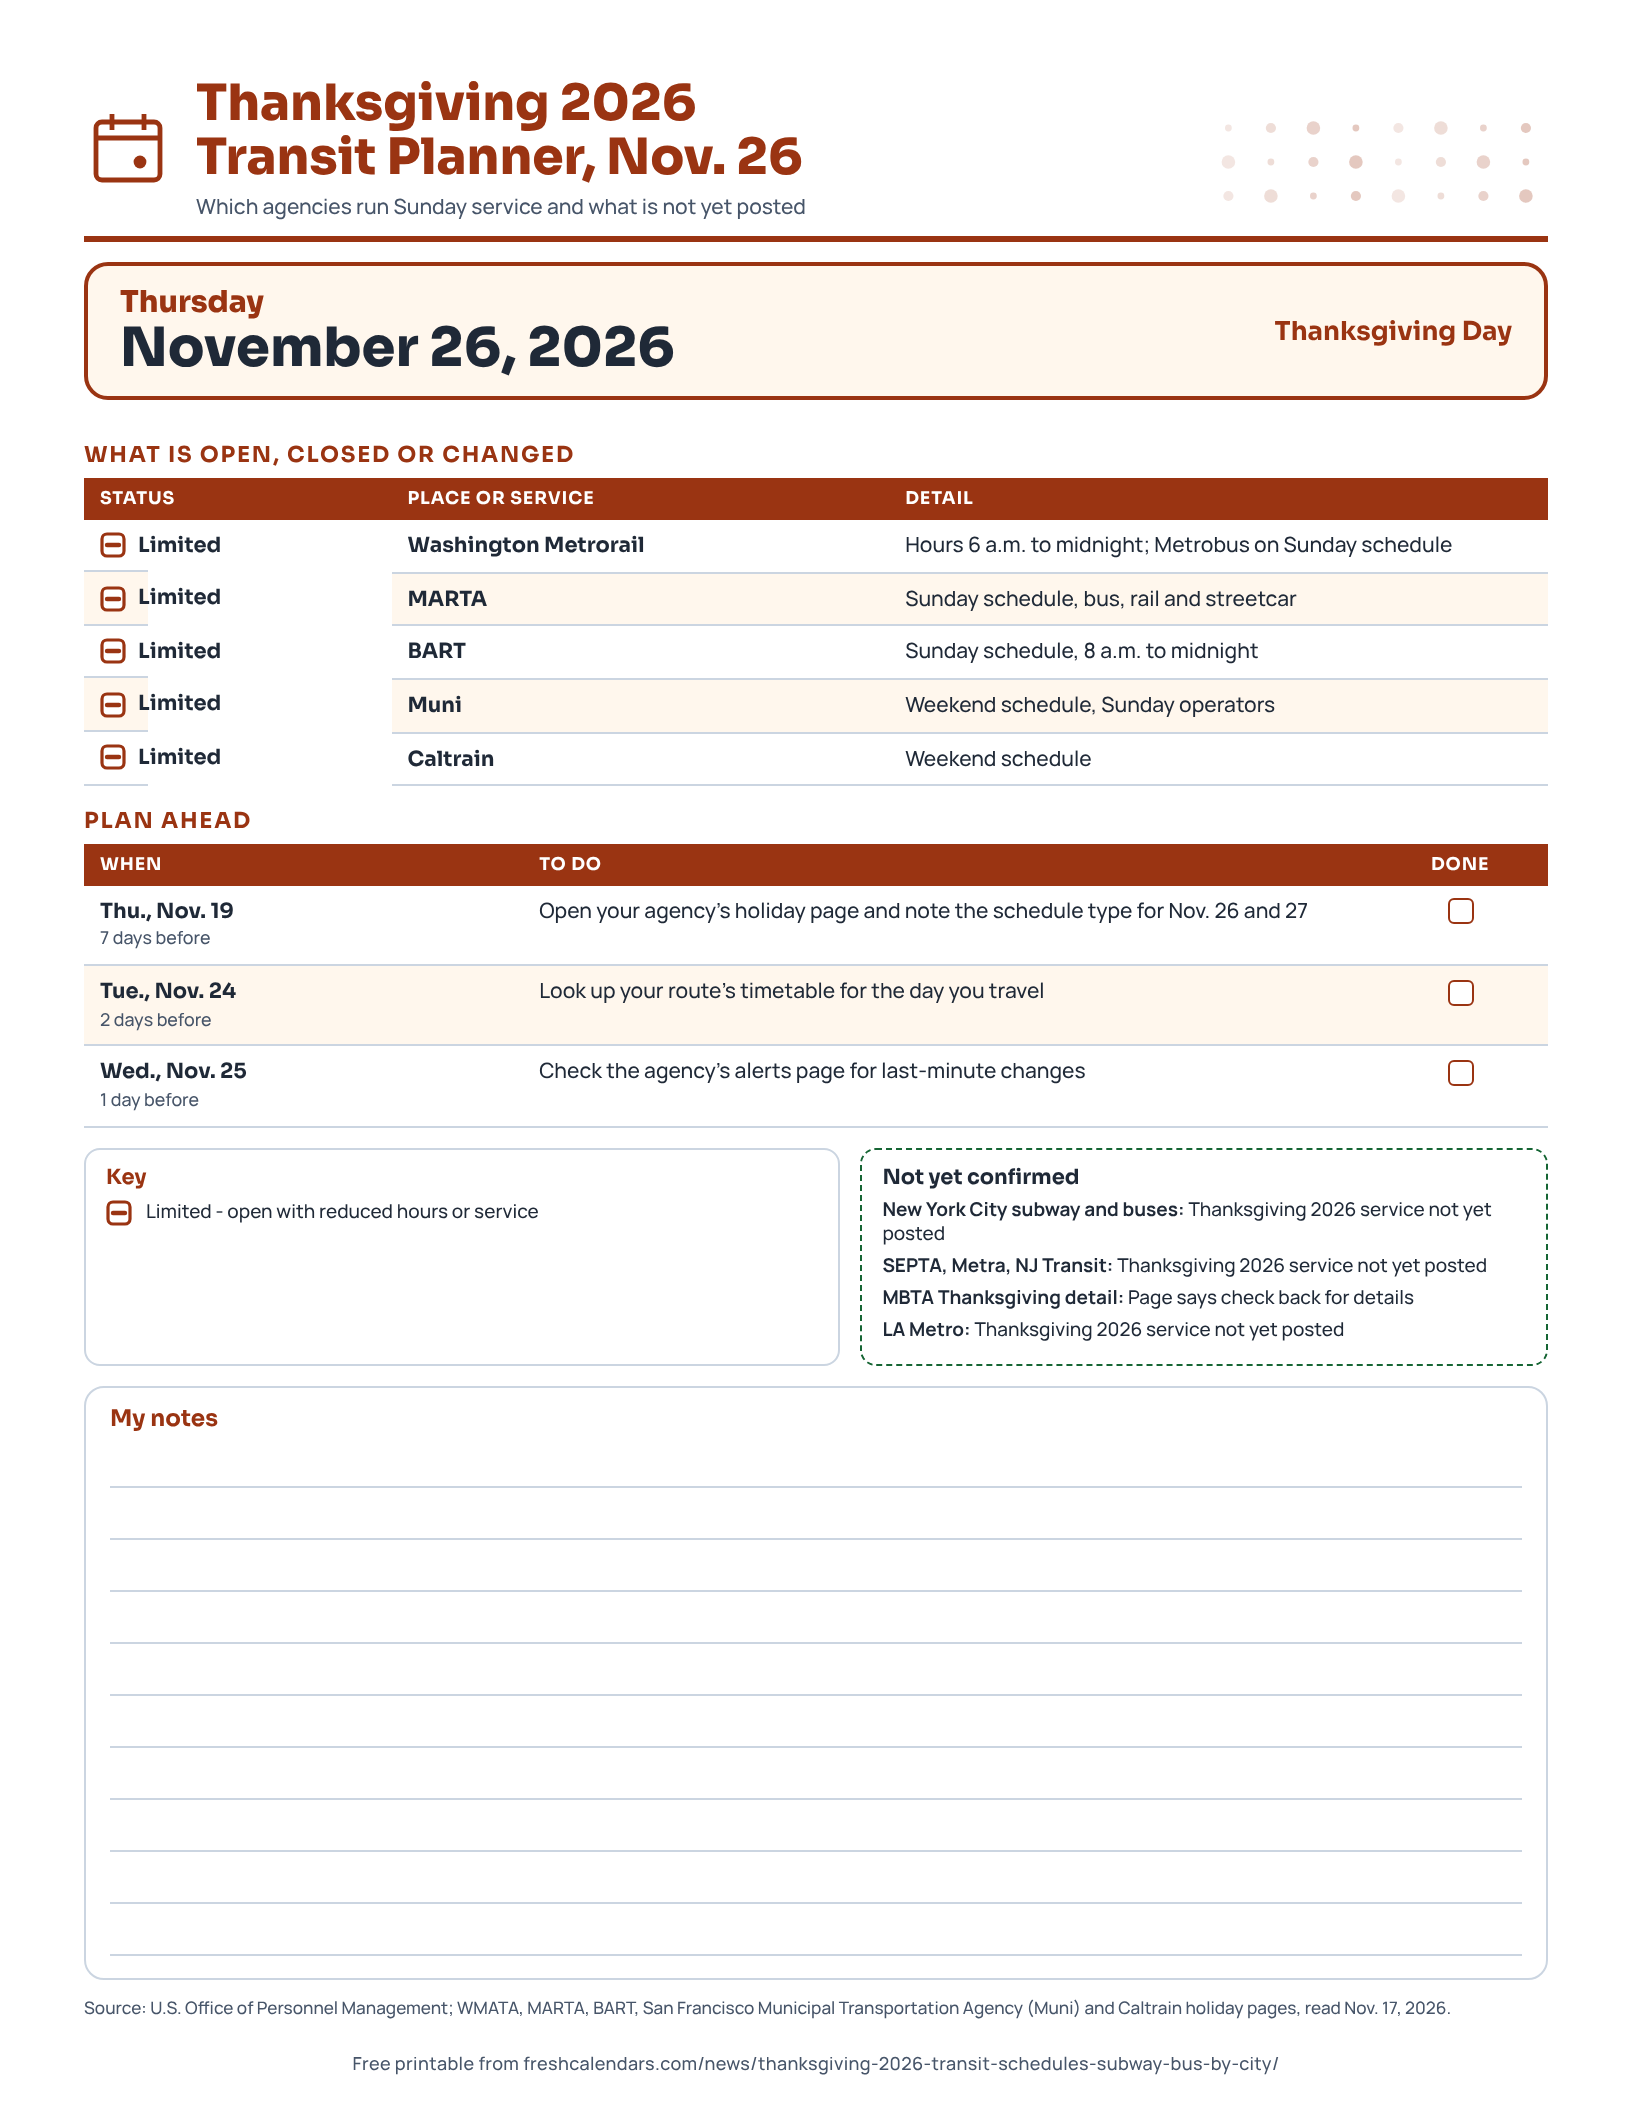 Thanksgiving 2026
Transit Planner, Nov. 26
Which agencies run Sunday service and what is not yet posted
Thursday
November 26, 2026
Thanksgiving Day
WHAT IS OPEN, CLOSED OR CHANGED
STATUS PLACE OR SERVICE DETAIL
Limited Washington Metrorail Hours 6 a.m. to midnight; Metrobus on Sunday schedule
Limited MARTA Sunday schedule, bus, rail and streetcar
Limited BART Sunday schedule, 8 a.m. to midnight
Limited Muni Weekend schedule, Sunday operators
Limited Caltrain Weekend schedule
PLAN AHEAD
WHEN TO DO DONE
Thu., Nov. 19 Open your agency’s holiday page and note the schedule type for Nov. 26 and 27
7 days before
Tue., Nov. 24 Look up your route’s timetable for the day you travel
2 days before
Wed., Nov. 25 Check the agency’s alerts page for last-minute changes
1 day before
Key
Limited - open with reduced hours or service
Not yet confirmed
New York City subway and buses: Thanksgiving 2026 service not yet
posted
SEPTA, Metra, NJ Transit: Thanksgiving 2026 service not yet posted
MBTA Thanksgiving detail: Page says check back for details
LA Metro: Thanksgiving 2026 service not yet posted
My notes
Source: U.S. Office of Personnel Management; WMATA, MARTA, BART, San Francisco Municipal Transportation Agency (Muni) and Caltrain holiday pages, read Nov. 17, 2026.
Free printable from freshcalendars.com/news/thanksgiving-2026-transit-schedules-subway-bus-by-city/